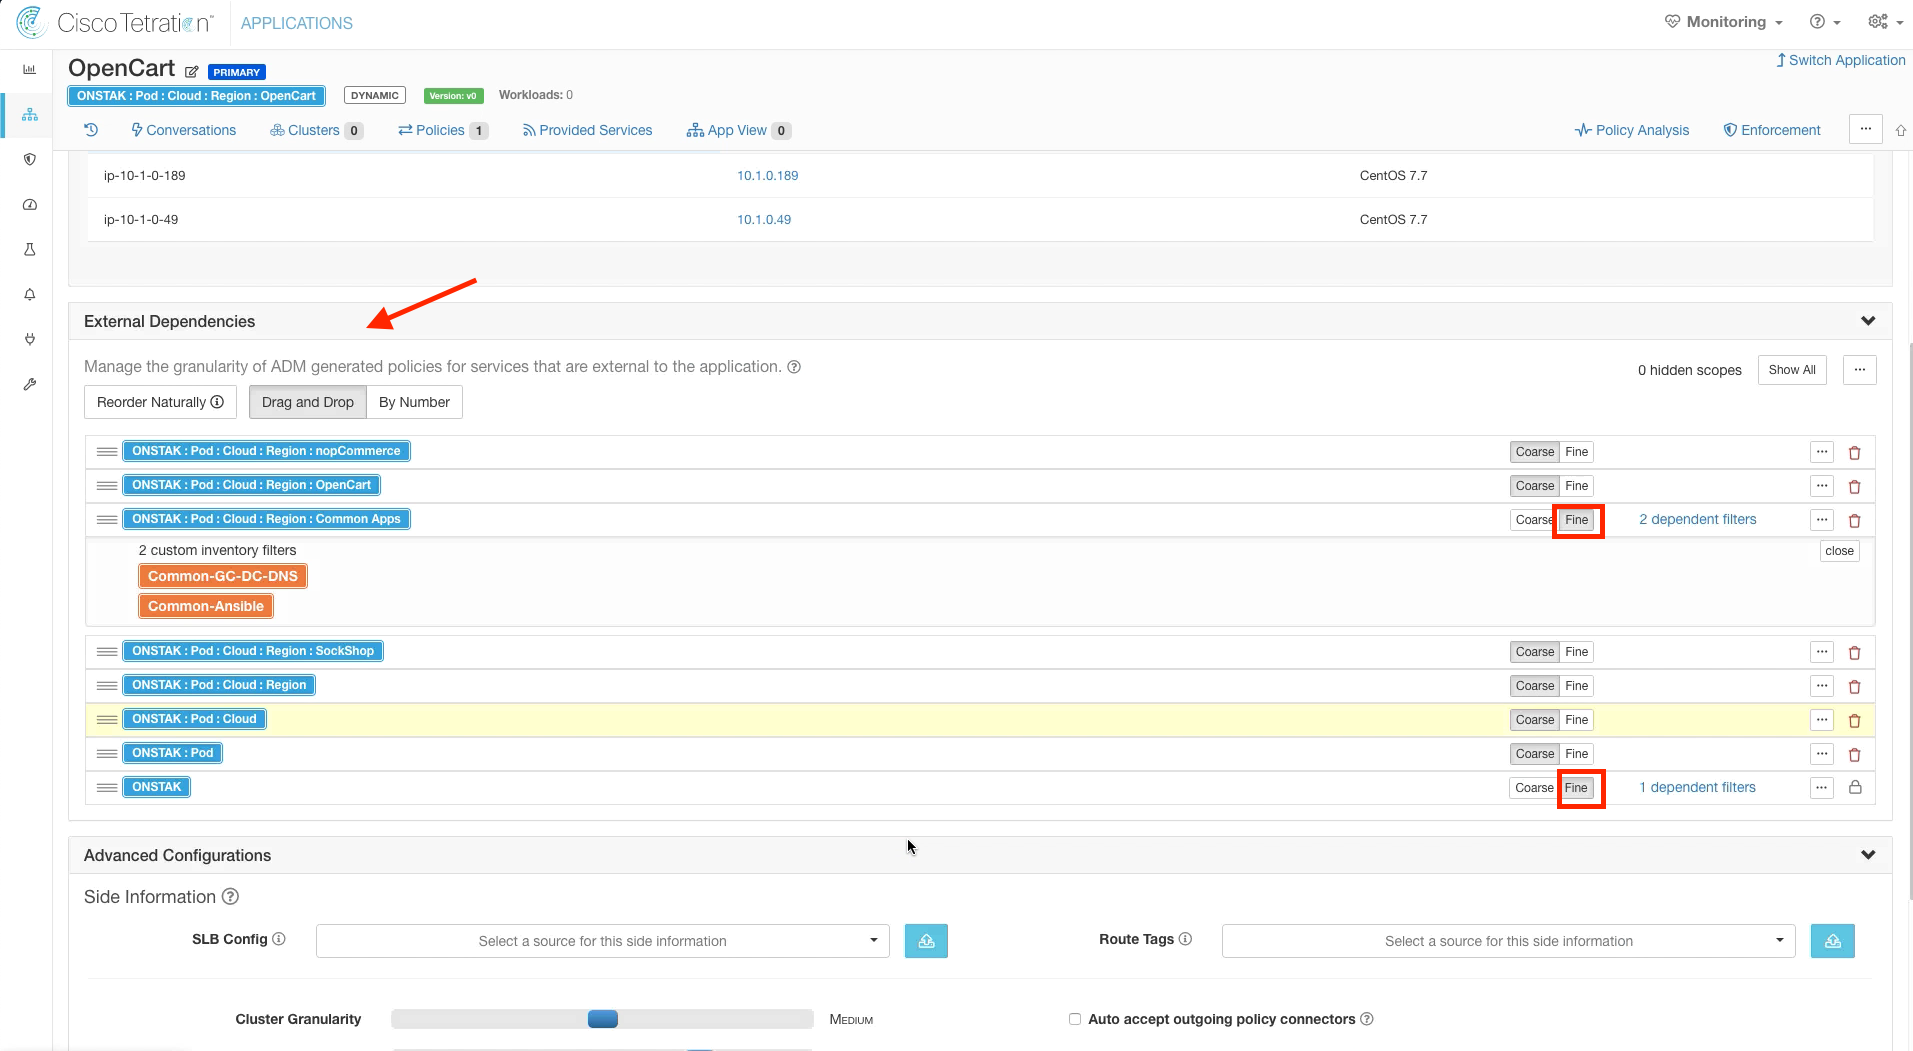 Cisco Tetration™ APPLICATIONS Monitoring
OpenCart PRIMARY Switch Application
ONSTAK : Pod : Cloud : Region : OpenCart DYNAMIC Version: v0 Workloads: 0
Conversations Clusters 0 Policies 1 Provided Services App View 0 Policy Analysis Enforcement ...
ip-10-1-0-189 10.1.0.189 CentOS 7.7
ip-10-1-0-49 10.1.0.49 CentOS 7.7
External Dependencies
Manage the granularity of ADM generated policies for services that are external to the application.
0 hidden scopes Show All ...
Reorder Naturally Drag and Drop By Number
ONSTAK : Pod : Cloud : Region : nopCommerce Coarse Fine ...
ONSTAK : Pod : Cloud : Region : OpenCart Coarse Fine ...
ONSTAK : Pod : Cloud : Region : Common Apps Coarse Fine 2 dependent filters ...
2 custom inventory filters close
Common-GC-DC-DNS
Common-Ansible
ONSTAK : Pod : Cloud : Region : SockShop Coarse Fine ...
ONSTAK : Pod : Cloud : Region Coarse Fine ...
ONSTAK : Pod : Cloud Coarse Fine ...
ONSTAK : Pod Coarse Fine ...
ONSTAK Coarse Fine 1 dependent filters ...
Advanced Configurations
Side Information
SLB Config Select a source for this side information Route Tags Select a source for this side information
Cluster Granularity MEDIUM Auto accept outgoing policy connectors